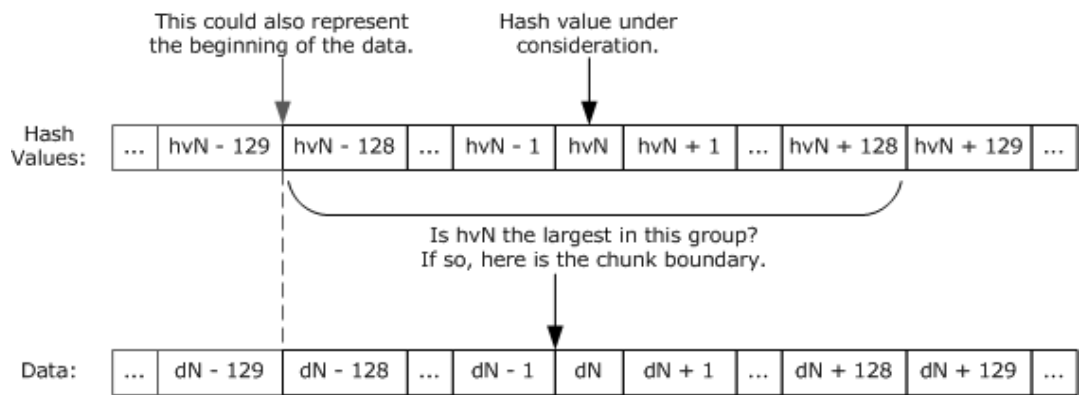 This could also represent
the beginning of the data.
Hash value under
consideration.
Hash
Values:
... hvN - 129 hvN - 128 ... hvN - 1 hvN hvN + 1 ... hvN + 128 hvN + 129 ...
Is hvN the largest in this group?
If so, here is the chunk boundary.
Data: ... dN - 129 dN - 128 ... dN - 1 dN dN + 1 ... dN + 128 dN + 129 ...